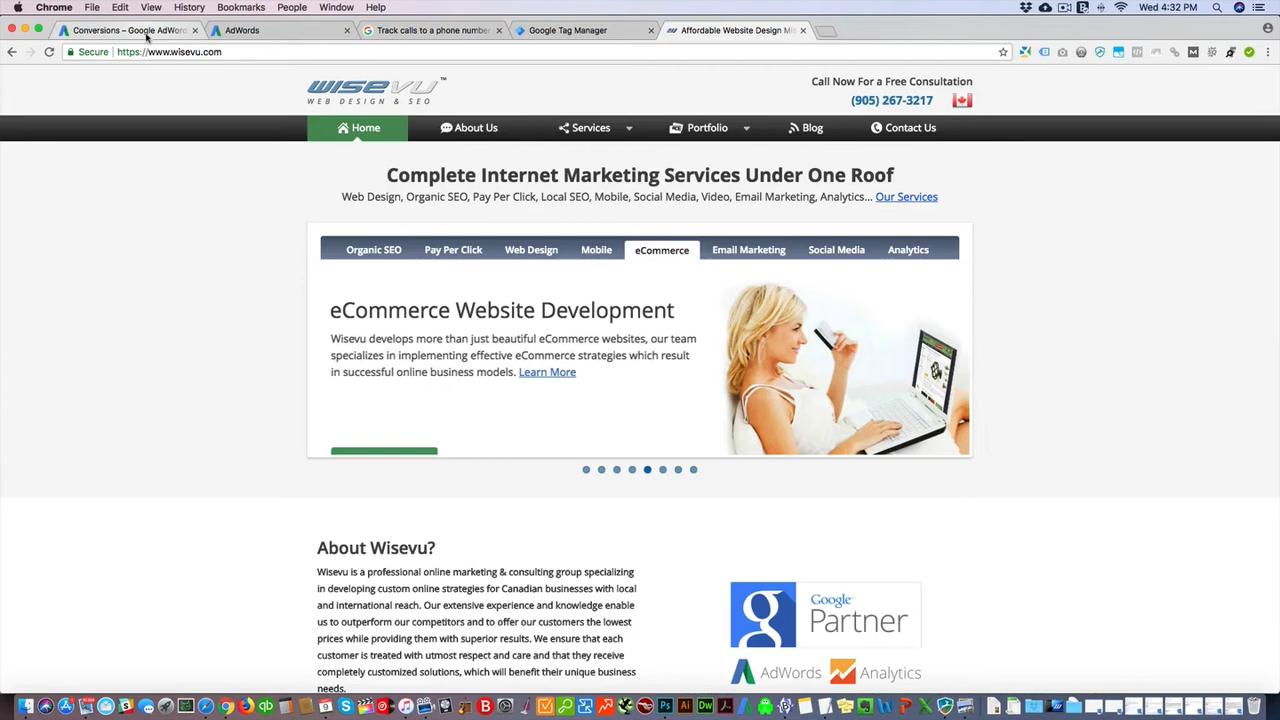 Chrome File Edit View History Bookmarks People Window Help Wed 4:32 PM
Conversions – Google AdWor AdWords Track calls to a phone number Google Tag Manager Affordable Website Design Mis
Secure https://www.wisevu.com
WISEVU™
WEB DESIGN & SEO
Call Now For a Free Consultation
(905) 267-3217
Home About Us Services Portfolio Blog Contact Us
Complete Internet Marketing Services Under One Roof
Web Design, Organic SEO, Pay Per Click, Local SEO, Mobile, Social Media, Video, Email Marketing, Analytics... Our Services
Organic SEO Pay Per Click Web Design Mobile eCommerce Email Marketing Social Media Analytics
eCommerce Website Development
Wisevu develops more than just beautiful eCommerce websites, our team
specializes in implementing effective eCommerce strategies which result
in successful online business models. Learn More
About Wisevu?
Wisevu is a professional online marketing & consulting group specializing
in developing custom online strategies for Canadian businesses with local
and international reach. Our extensive experience and knowledge enable
us to outperform our competitors and to offer our customers the lowest
prices while providing them with superior results. We ensure that each
customer is treated with utmost respect and care and that they receive
completely customized solutions, which will benefit their unique business
needs.
Google
Partner
AdWords Analytics